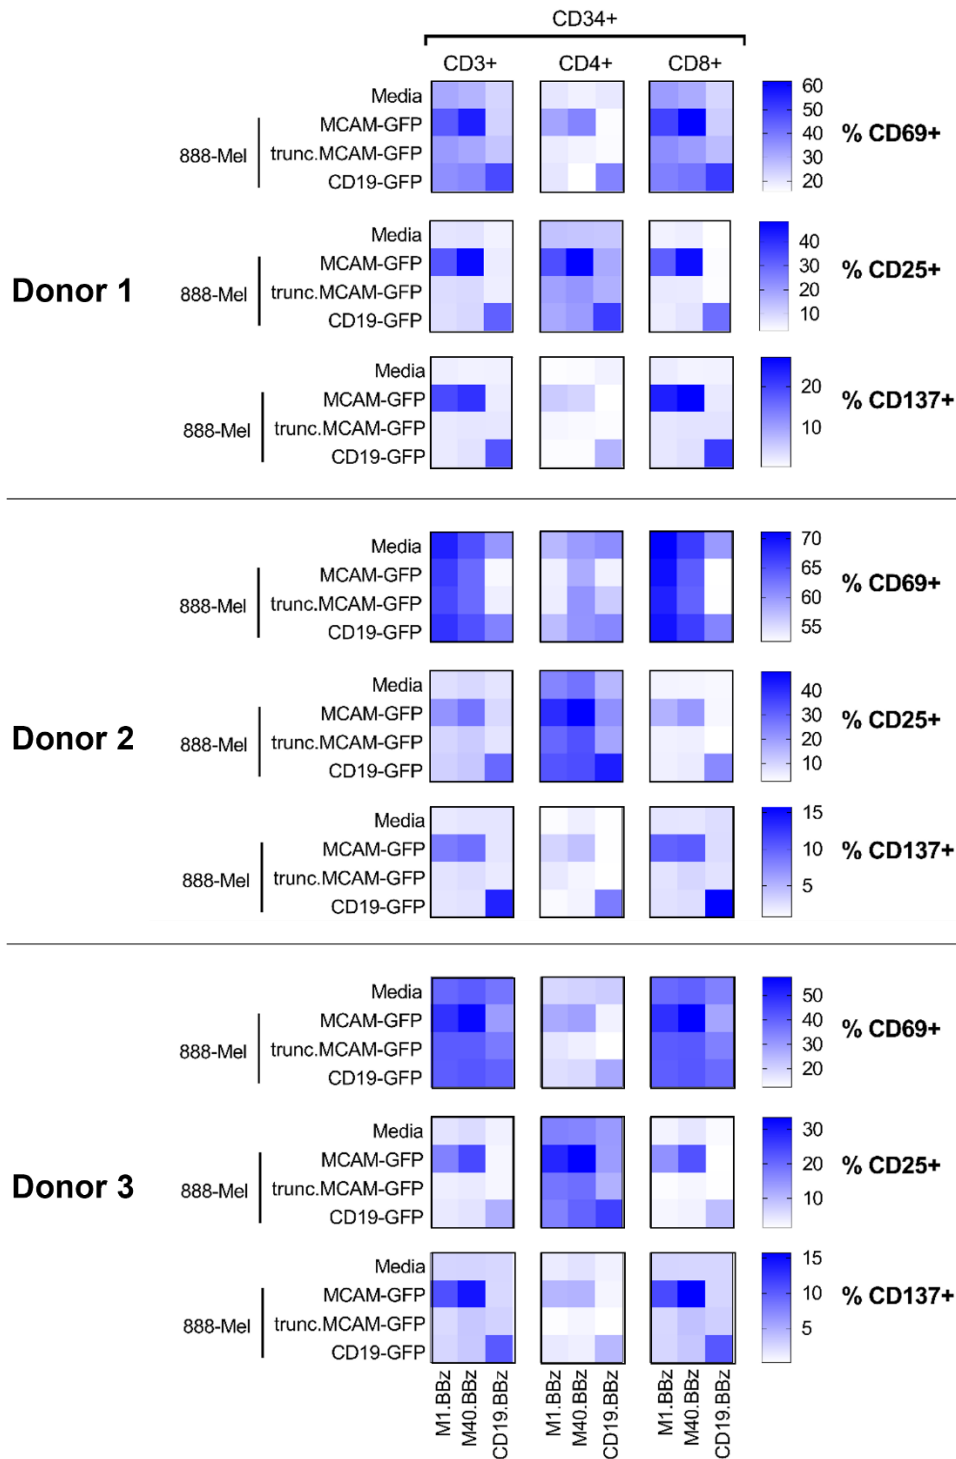 CD34+
CD3+ CD4+ CD8+
Media
MCAM-GFP
888-Mel
trunc.MCAM-GFP
CD19-GFP
60
50
40
30
20
% CD69+
Donor 1
Media
MCAM-GFP
888-Mel
trunc.MCAM-GFP
CD19-GFP
40
30
20
10
% CD25+
Media
MCAM-GFP
888-Mel
trunc.MCAM-GFP
CD19-GFP
20
10
% CD137+
Media
MCAM-GFP
888-Mel
trunc.MCAM-GFP
CD19-GFP
70
65
60
55
% CD69+
Donor 2
Media
MCAM-GFP
888-Mel
trunc.MCAM-GFP
CD19-GFP
40
30
20
10
% CD25+
Media
MCAM-GFP
888-Mel
trunc.MCAM-GFP
CD19-GFP
15
10
5
% CD137+
Media
MCAM-GFP
888-Mel
trunc.MCAM-GFP
CD19-GFP
50
40
30
20
% CD69+
Donor 3
Media
MCAM-GFP
888-Mel
trunc.MCAM-GFP
CD19-GFP
30
20
10
% CD25+
Media
MCAM-GFP
888-Mel
trunc.MCAM-GFP
CD19-GFP
15
10
5
% CD137+
M1.BBz
M40.BBz
CD19.BBz
M1.BBz
M40.BBz
CD19.BBz
M1.BBz
M40.BBz
CD19.BBz